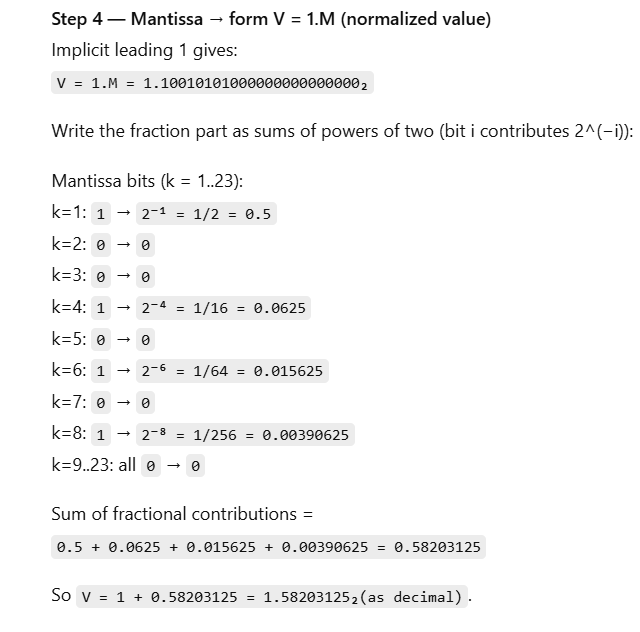 Step 4 — Mantissa → form V = 1.M (normalized value)
Implicit leading 1 gives:
V = 1.M = 1.10010101000000000000000₂
Write the fraction part as sums of powers of two (bit i contributes 2^(−i)):
Mantissa bits (k = 1..23):
k=1: 1 → 2⁻¹ = 1/2 = 0.5
k=2: 0 → 0
k=3: 0 → 0
k=4: 1 → 2⁻⁴ = 1/16 = 0.0625
k=5: 0 → 0
k=6: 1 → 2⁻⁶ = 1/64 = 0.015625
k=7: 0 → 0
k=8: 1 → 2⁻⁸ = 1/256 = 0.00390625
k=9..23: all 0 → 0
Sum of fractional contributions =
0.5 + 0.0625 + 0.015625 + 0.00390625 = 0.58203125
So V = 1 + 0.58203125 = 1.58203125₂(as decimal) .